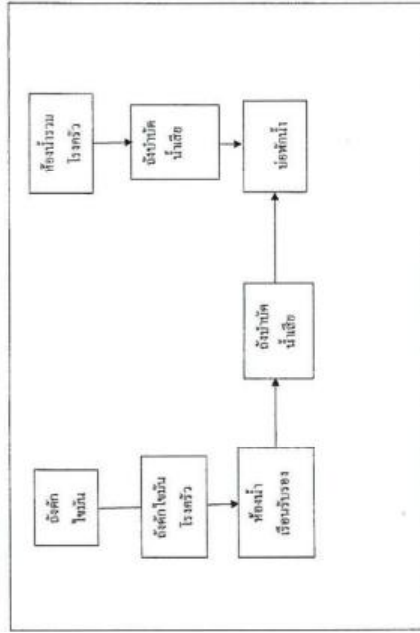 ห้องน้ำรวม
โรงครัว
ถังบำบัด
น้ำเสีย
บ่อพักน้ำ
ถังบำบัด
น้ำเสีย
ถังดัก
ไขมัน
ถังดักไขมัน
โรงครัว
ห้องน้ำ
เรือนรับรอง